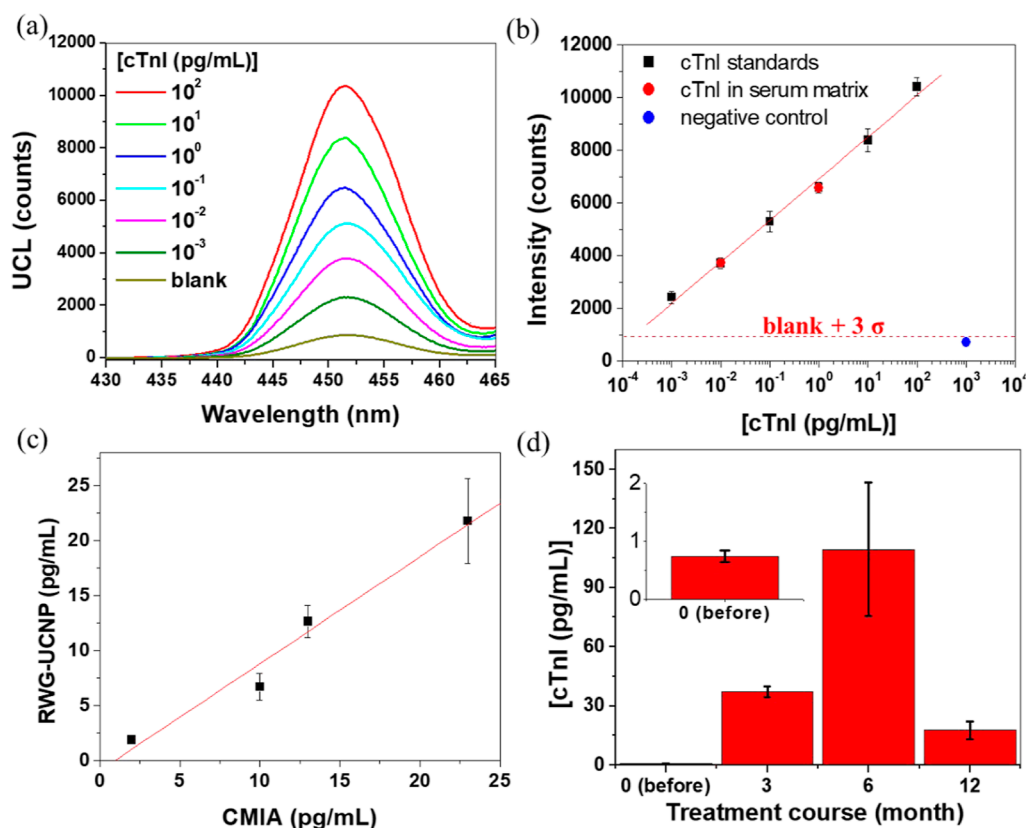 (a)
12000
10000
8000
6000
4000
2000
0
UCL (counts)
[cTnI (pg/mL)]
10²
10¹
10⁰
10⁻¹
10⁻²
10⁻³
blank
430 435 440 445 450 455 460 465
Wavelength (nm)
(b)
12000
10000
8000
6000
4000
2000
0
Intensity (counts)
cTnI standards
cTnI in serum matrix
negative control
blank + 3 σ
10⁻⁴ 10⁻³ 10⁻² 10⁻¹ 10⁰ 10¹ 10² 10³ 10⁴
[cTnI (pg/mL)]
(c)
25
20
15
10
5
0
RWG-UCNP (pg/mL)
5 10 15 20 25
CMIA (pg/mL)
(d)
150
120
90
60
30
0
[cTnI (pg/mL)]
2
1
0
0 (before)
0 (before) 3 6 12
Treatment course (month)